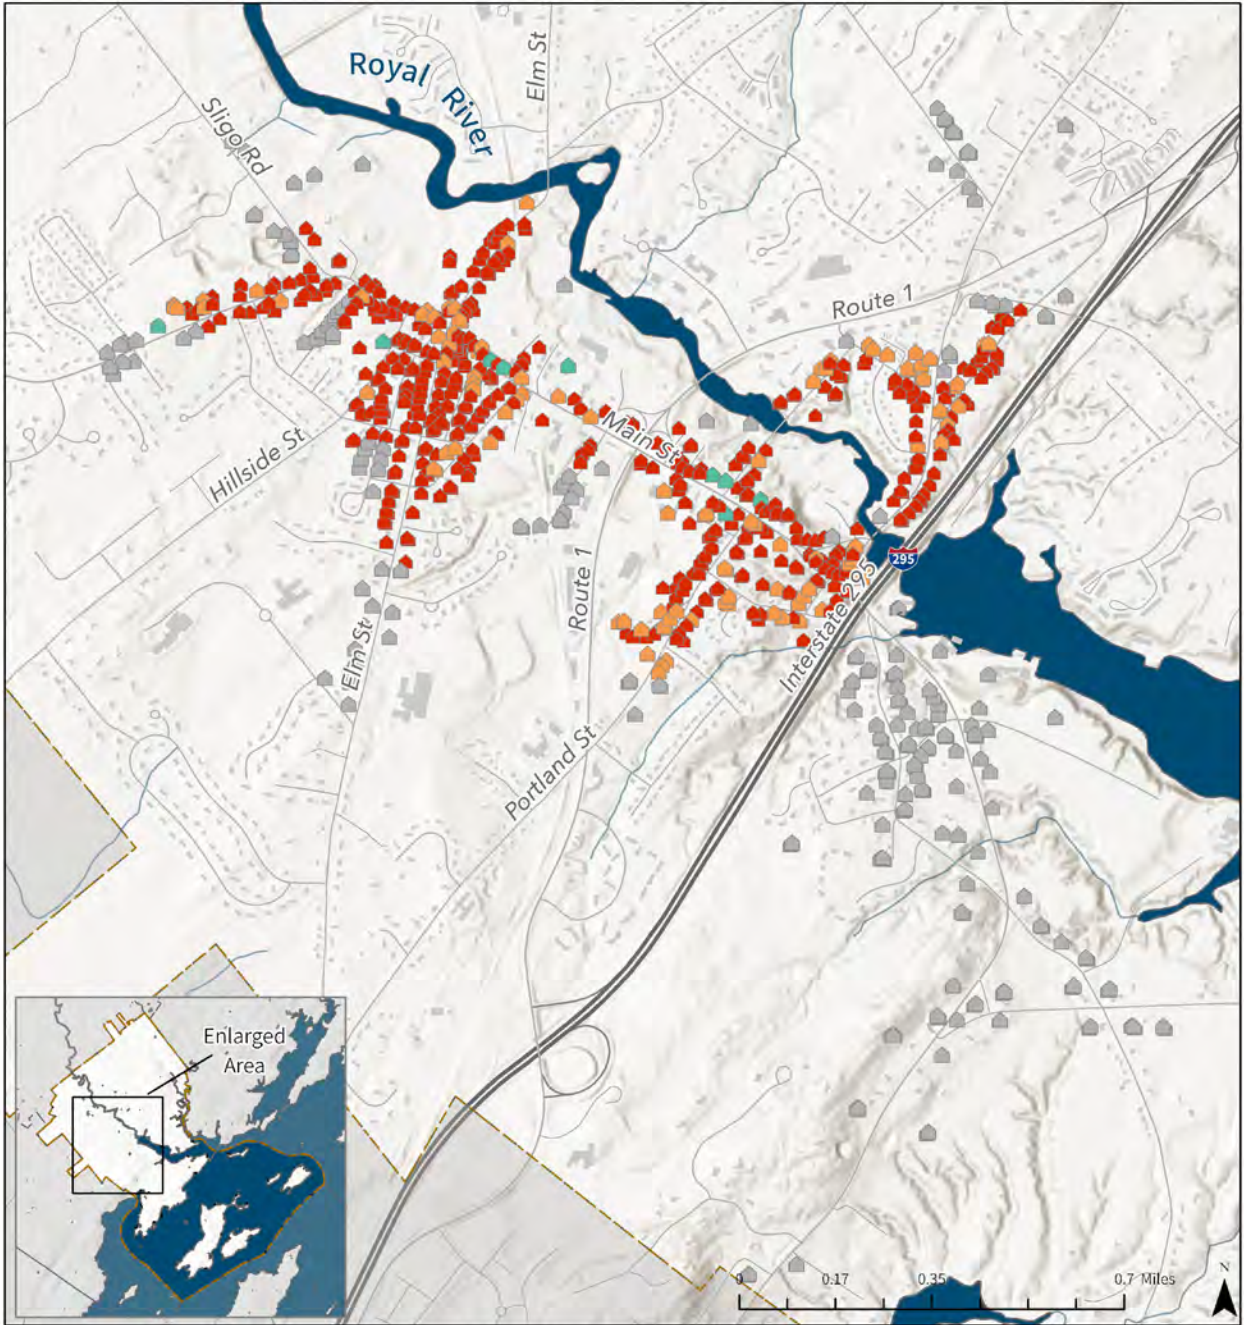 Royal
River
Elm St
Sligo Rd
Route 1
Main St
Hillside St
295
Route 1
Interstate 295
Elm St
Portland St
Enlarged
Area
N
0 0.17 0.35 0.7 Miles